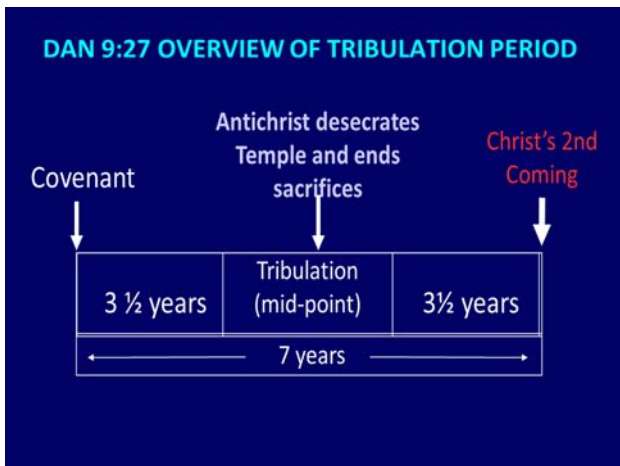 DAN 9:27 OVERVIEW OF TRIBULATION PERIOD
Antichrist desecrates
Temple and ends
sacrifices
Christ's 2nd
Coming
Covenant
Tribulation
(mid-point)
3 ½ years
3½ years
7 years